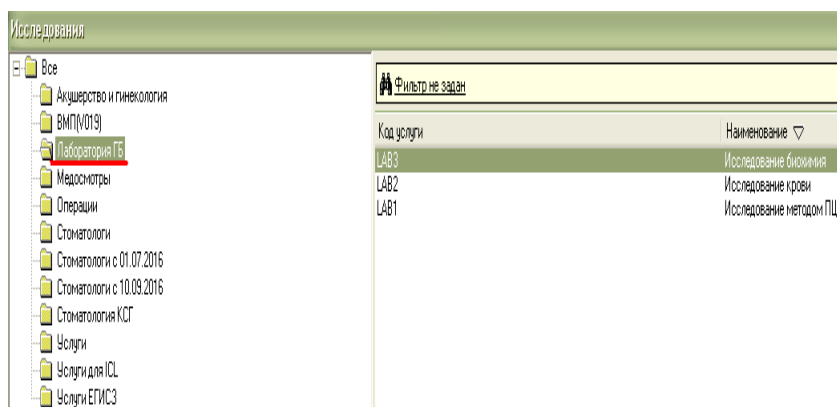 Исследования
Все
Акушерство и гинекология
ВМП(V019)
Лаборатория ГБ
Медосмотры
Операции
Стоматологи
Стоматологи с 01.07.2016
Стоматологи с 10.09.2016
Стоматология КСГ
Услуги
Услуги для ICL
Услуги ЕГИСЗ
Фильтр не задан
Код услуги Наименование
LAB3 Исследование биохимия
LAB2 Исследование крови
LAB1 Исследование методом ПЦ